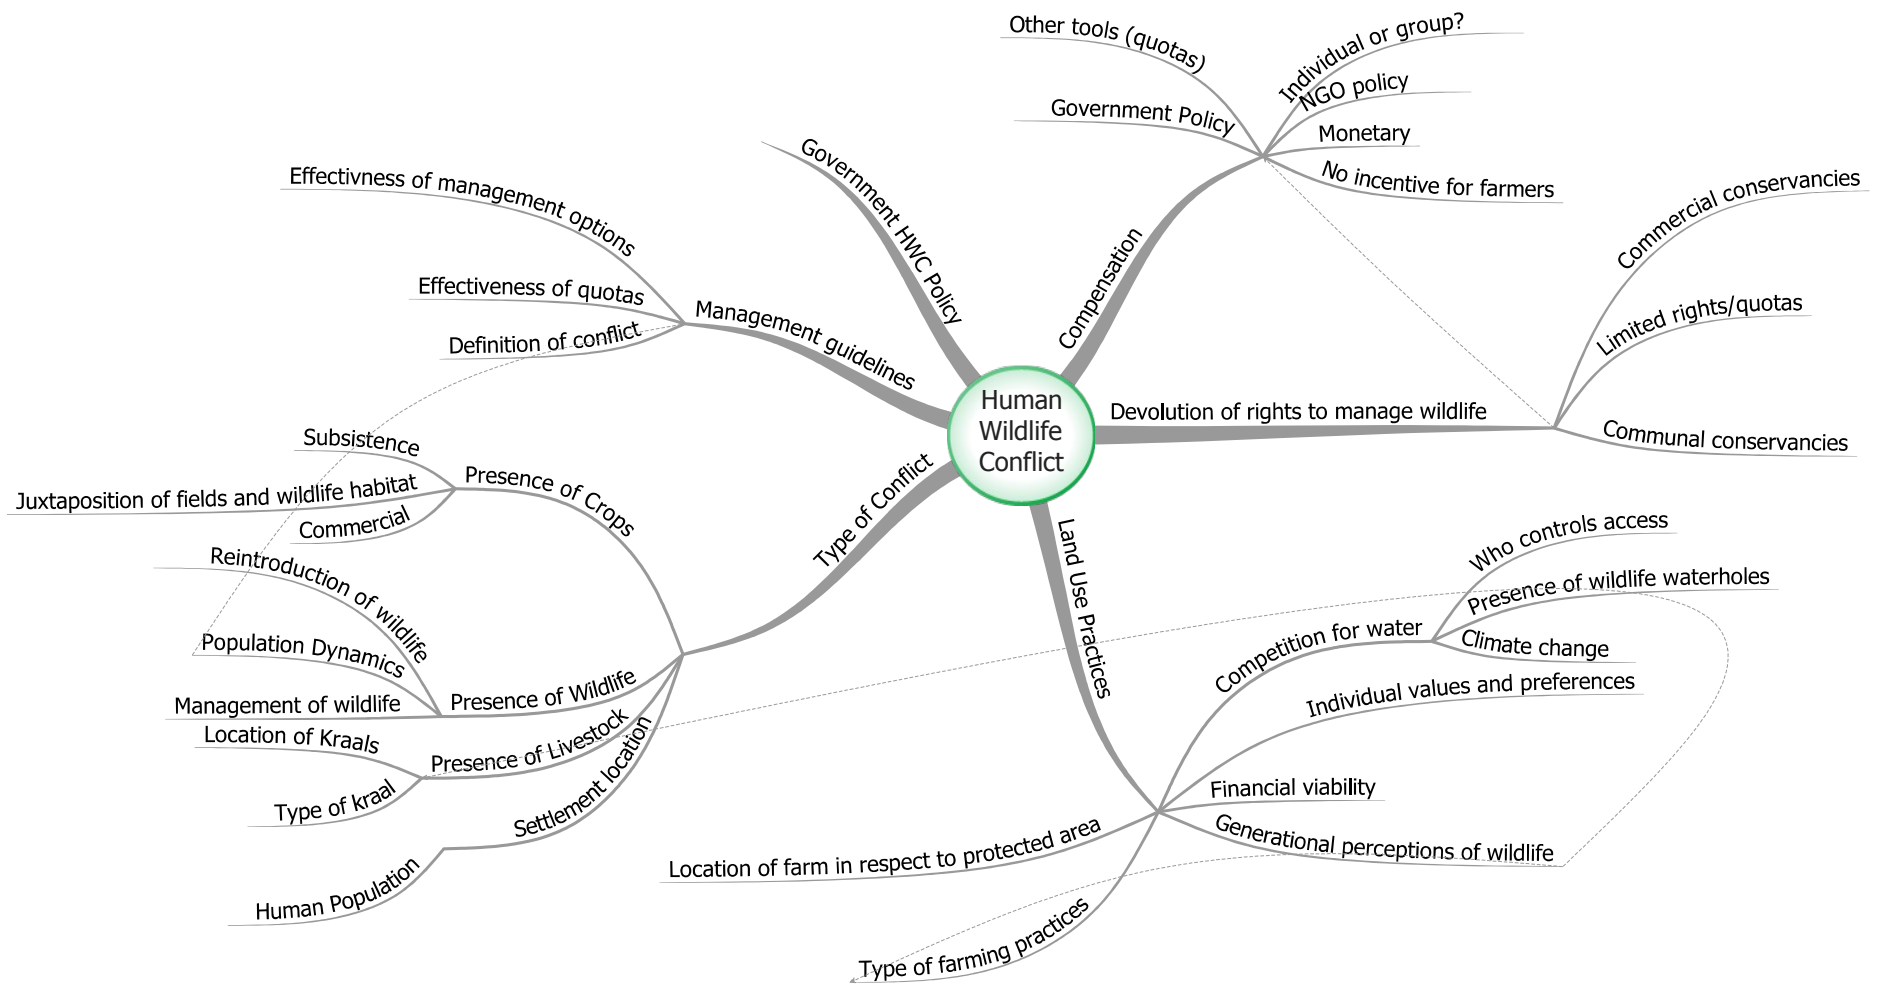 Human
Wildlife
Conflict
Compensation
Other tools (quotas)
Government Policy
Individual or group?
NGO policy
Monetary
No incentive for farmers
Devolution of rights to manage wildlife
Commercial conservancies
Limited rights/quotas
Communal conservancies
Land Use Practices
Competition for water
Who controls access
Presence of wildlife waterholes
Climate change
Individual values and preferences
Financial viability
Generational perceptions of wildlife
Location of farm in respect to protected area
Type of farming practices
Type of Conflict
Presence of Crops
Subsistence
Juxtaposition of fields and wildlife habitat
Commercial
Presence of Wildlife
Reintroduction of wildlife
Population Dynamics
Management of wildlife
Presence of Livestock
Location of Kraals
Type of kraal
Settlement location
Human Population
Management guidelines
Effectivness of management options
Effectiveness of quotas
Definition of conflict
Government HWC Policy